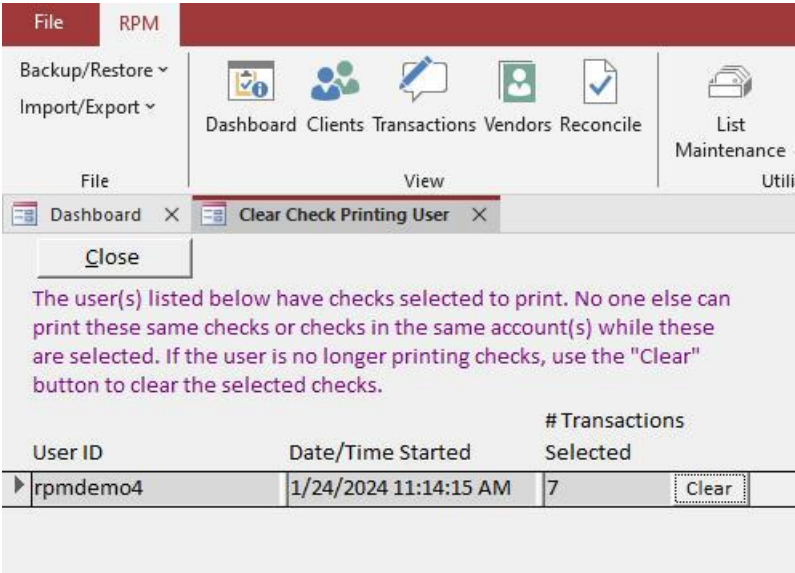 File RPM
Backup/Restore
Import/Export
Dashboard Clients Transactions Vendors Reconcile
List
Maintenance
File View Utili
Dashboard Clear Check Printing User
Close
The user(s) listed below have checks selected to print. No one else can
print these same checks or checks in the same account(s) while these
are selected. If the user is no longer printing checks, use the "Clear"
button to clear the selected checks.
# Transactions
User ID Date/Time Started Selected
rpmdemo4 1/24/2024 11:14:15 AM 7 Clear